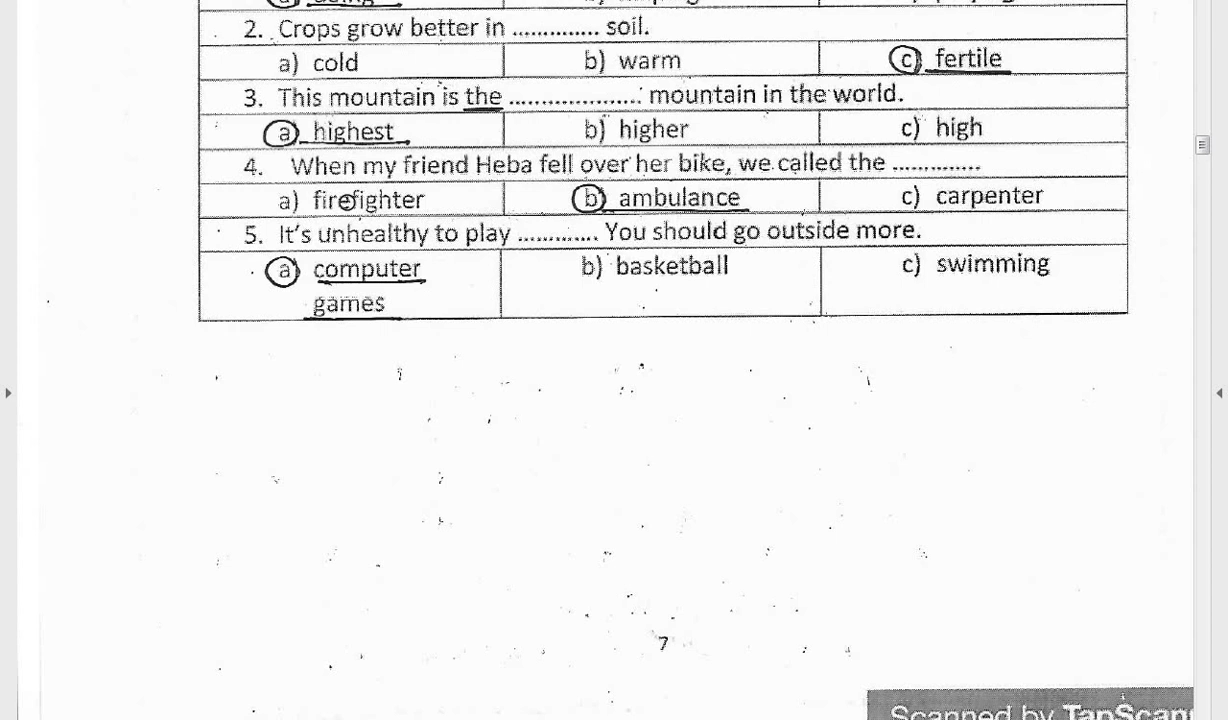 2. Crops grow better in .............. soil.
a) cold b) warm c) fertile
3. This mountain is the ..................... mountain in the world.
a) highest b) higher c) high
4. When my friend Heba fell over her bike, we called the ..............
a) firefighter b) ambulance c) carpenter
5. It's unhealthy to play ............. You should go outside more.
a) computer b) basketball c) swimming
games
7
Scanned by TapScan